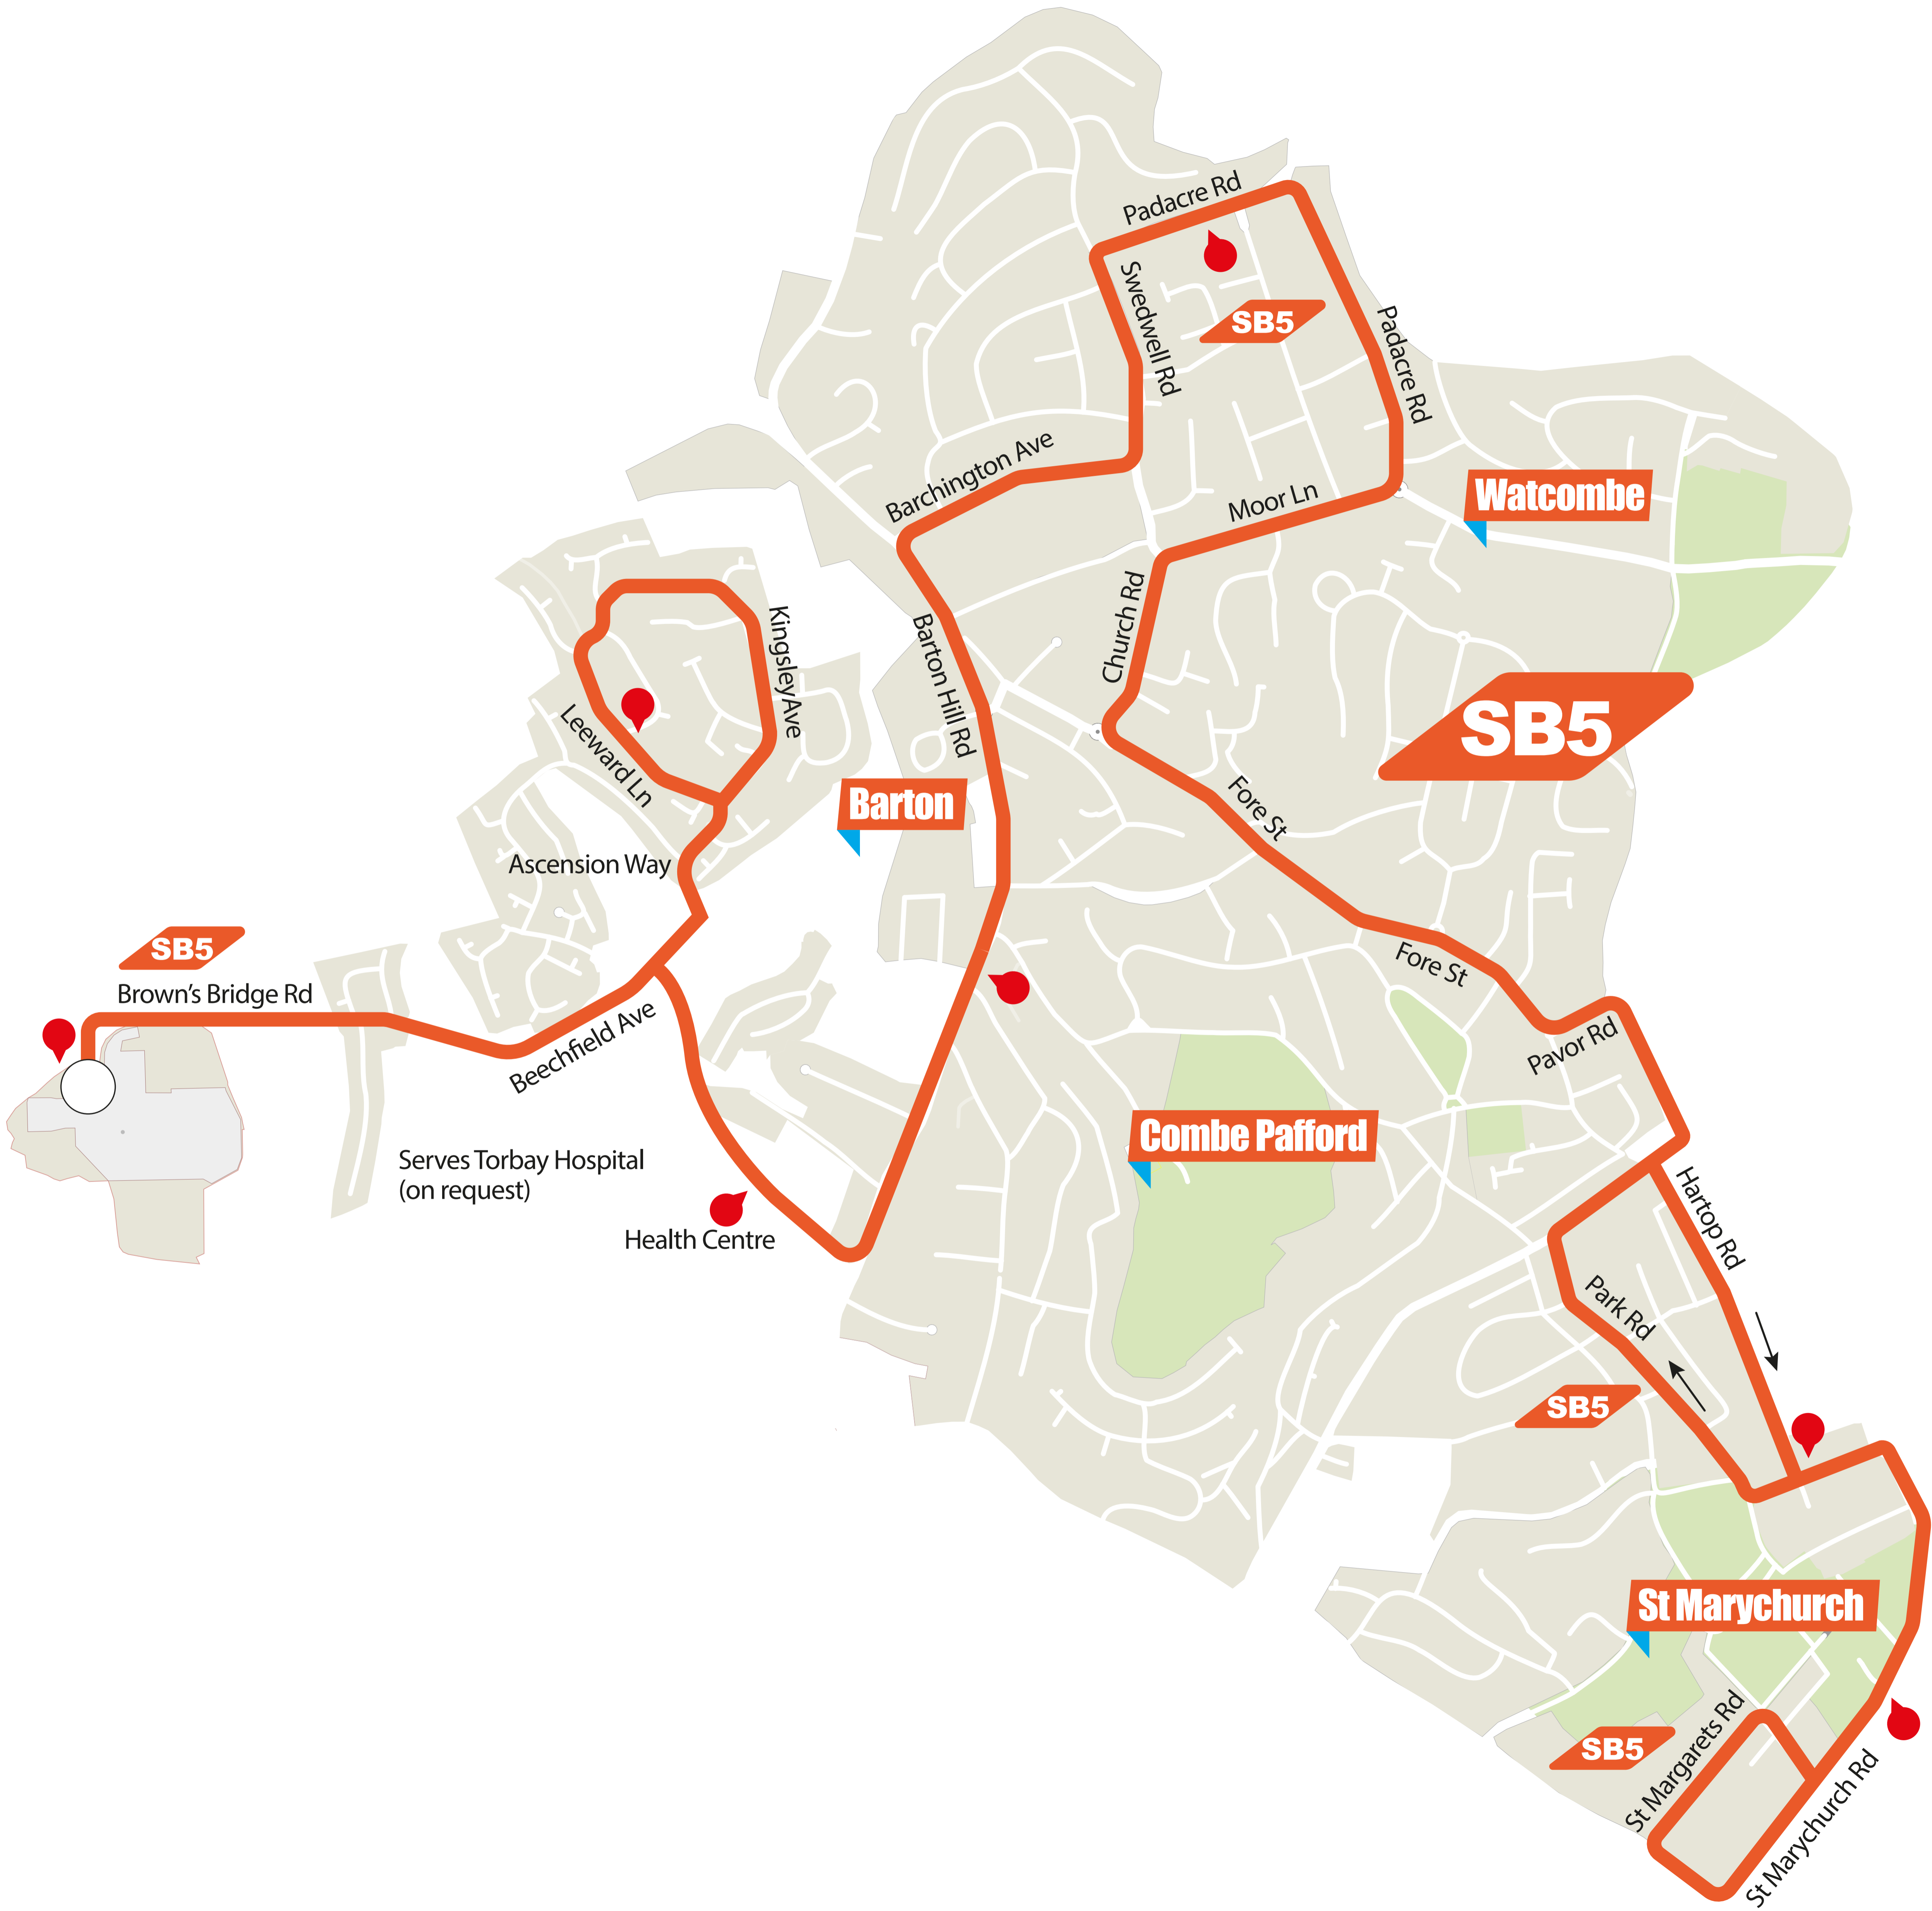 Padacre Rd
Swedwell Rd
SB5
Padacre Rd
Barchington Ave
Moor Ln
Watcombe
Church Rd
Kingsley Ave
Barton Hill Rd
Leeward Ln
SB5
Barton
Fore St
Ascension Way
SB5
Brown's Bridge Rd
Fore St
Beechfield Ave
Pavor Rd
Combe Pafford
Serves Torbay Hospital
(on request)
Health Centre
Hartop Rd
Park Rd
SB5
St Marychurch
St Margarets Rd
SB5
St Marychurch Rd